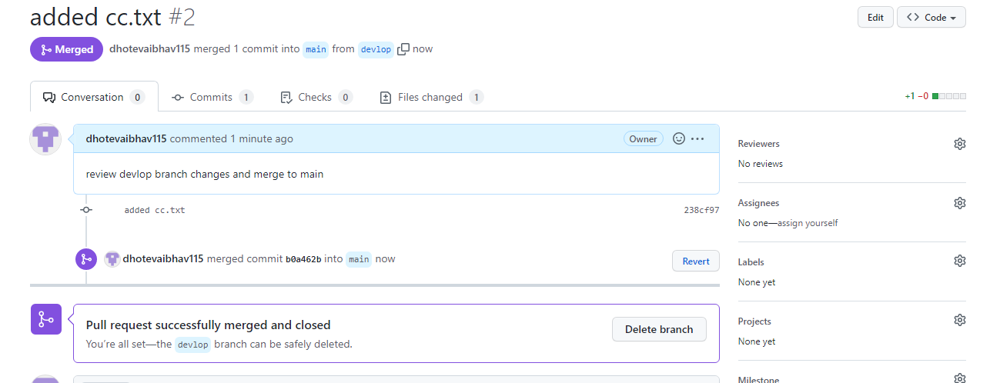 added cc.txt #2
Edit
Code
Merged dhotevaibhav115 merged 1 commit into main from devlop now
Conversation 0 Commits 1 Checks 0 Files changed 1 +1 −0
dhotevaibhav115 commented 1 minute ago Owner
review devlop branch changes and merge to main
added cc.txt 238cf97
dhotevaibhav115 merged commit b0a462b into main now Revert
Pull request successfully merged and closed
You're all set—the devlop branch can be safely deleted.
Delete branch
Reviewers
No reviews
Assignees
No one—assign yourself
Labels
None yet
Projects
None yet
Milestone